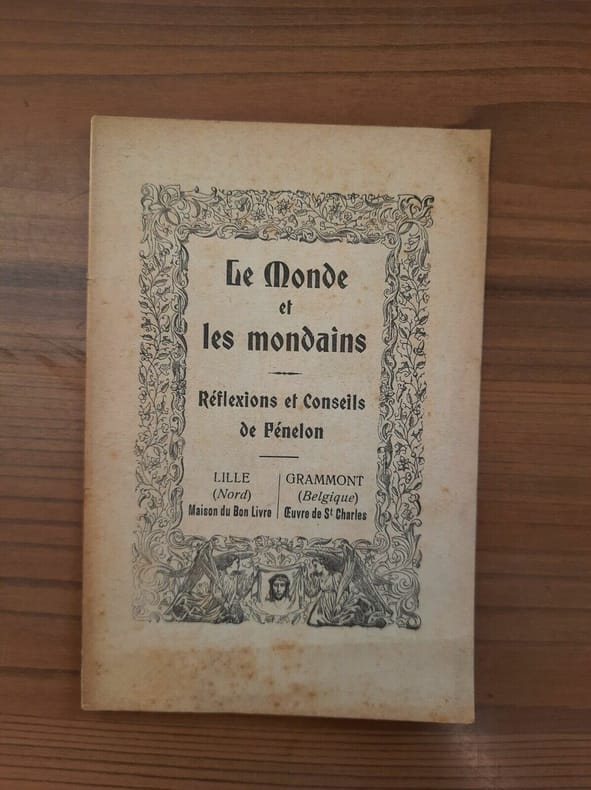 Le Monde
et
les mondains
Réflexions et Conseils
de Fénelon
LILLE
(Nord)
Maison du Bon Livre
GRAMMONT
(Belgique)
Œuvre de St Charles